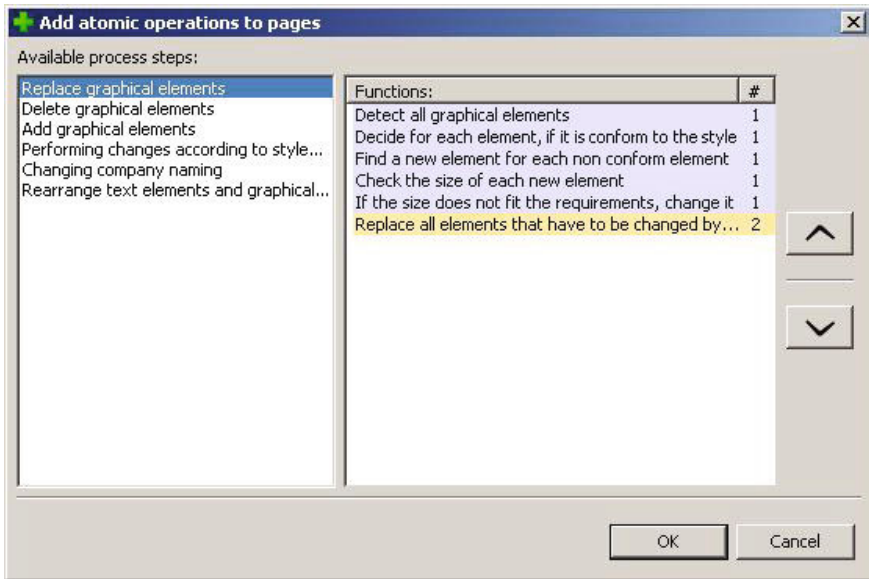 Add atomic operations to pages
Available process steps:
Replace graphical elements
Delete graphical elements
Add graphical elements
Performing changes according to style...
Changing company naming
Rearrange text elements and graphical...
Functions: #
Detect all graphical elements 1
Decide for each element, if it is conform to the style 1
Find a new element for each non conform element 1
Check the size of each new element 1
If the size does not fit the requirements, change it 1
Replace all elements that have to be changed by... 2
OK Cancel